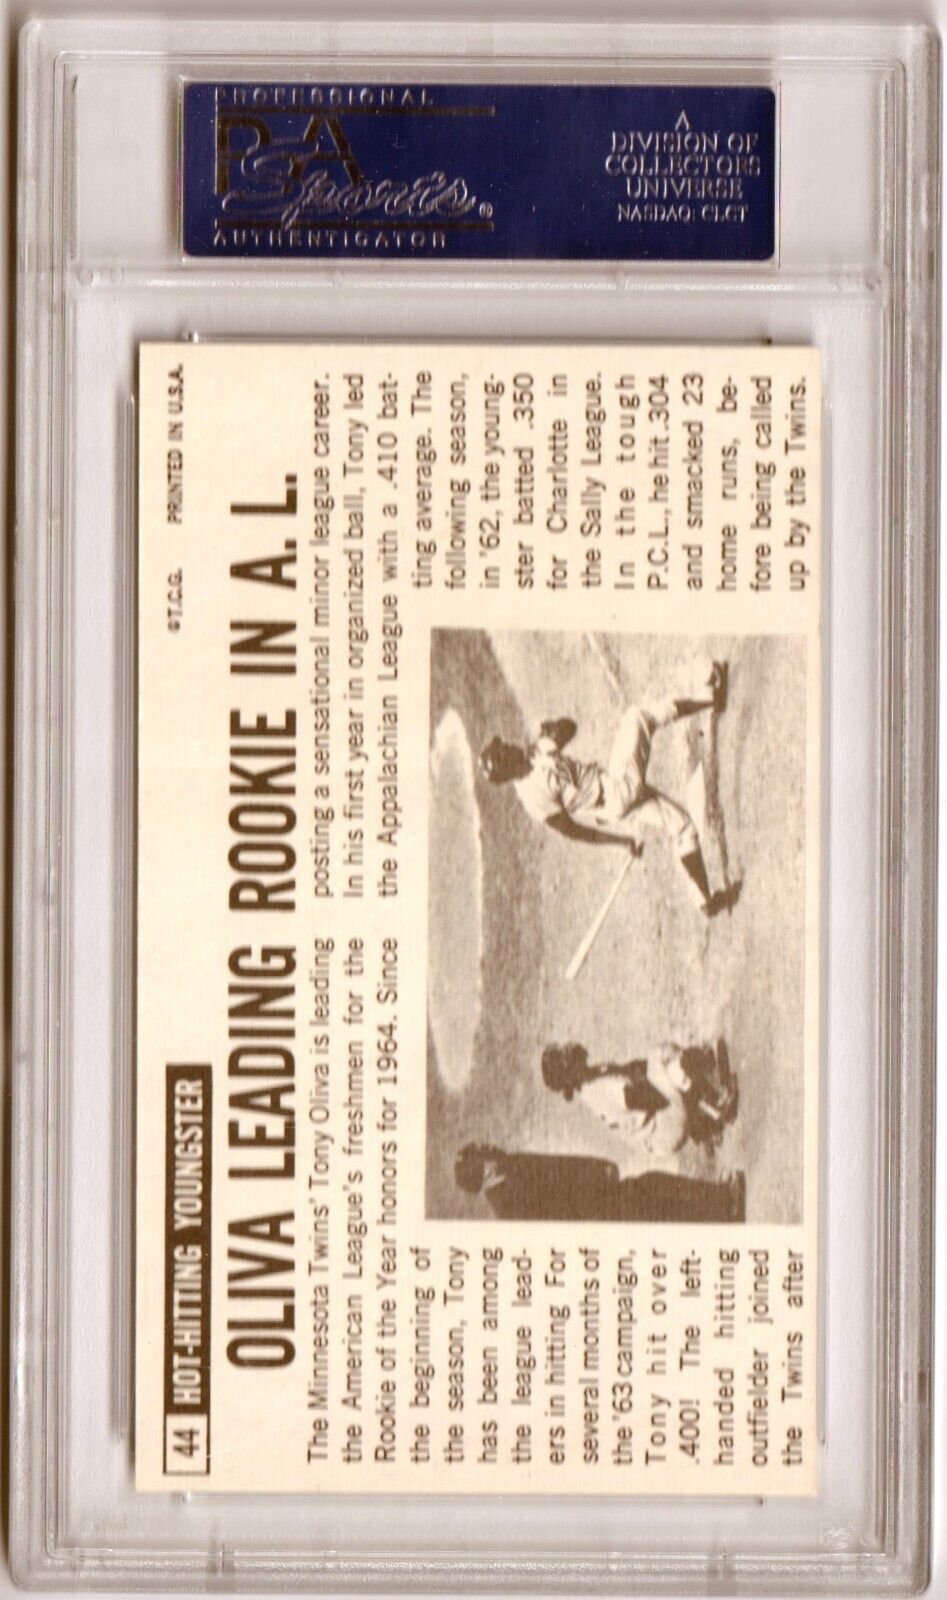 PROFESSIONAL
PSA
Sports®
AUTHENTICATOR
A
DIVISION OF
COLLECTORS
UNIVERSE
NASDAQ: CLCT
44 HOT-HITTING YOUNGSTER
©T.C.G. PRINTED IN U.S.A.
OLIVA LEADING ROOKIE IN A. L.
The Minnesota Twins' Tony Oliva is leading
the American League's freshmen for the
Rookie of the Year honors for 1964. Since
the beginning of
the season, Tony
has been among
the league lead-
ers in hitting For
several months of
the '63 campaign,
Tony hit over
.400! The left-
handed hitting
outfielder joined
the Twins after
posting a sensational minor league career.
In his first year in organized ball, Tony led
the Appalachian League with a .410 bat-
ting average. The
following season,
in '62, the young-
ster batted .350
for Charlotte in
the Sally League.
In the tough
P.C.L., he hit .304
and smacked 23
home runs, be-
fore being called
up by the Twins.